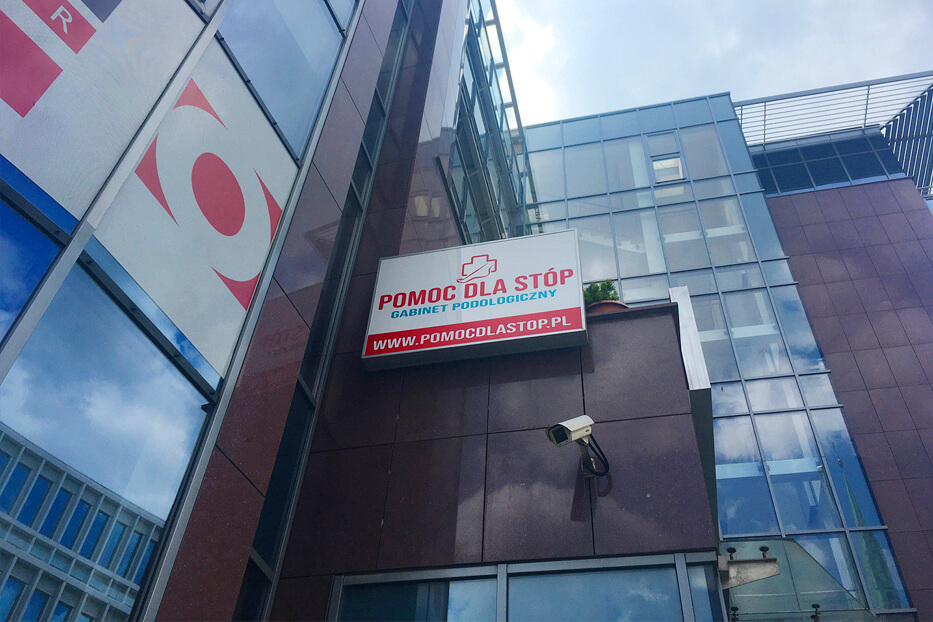 R
POMOC DLA STÓP
GABINET PODOLOGICZNY
WWW.POMOCDLASTOP.PL